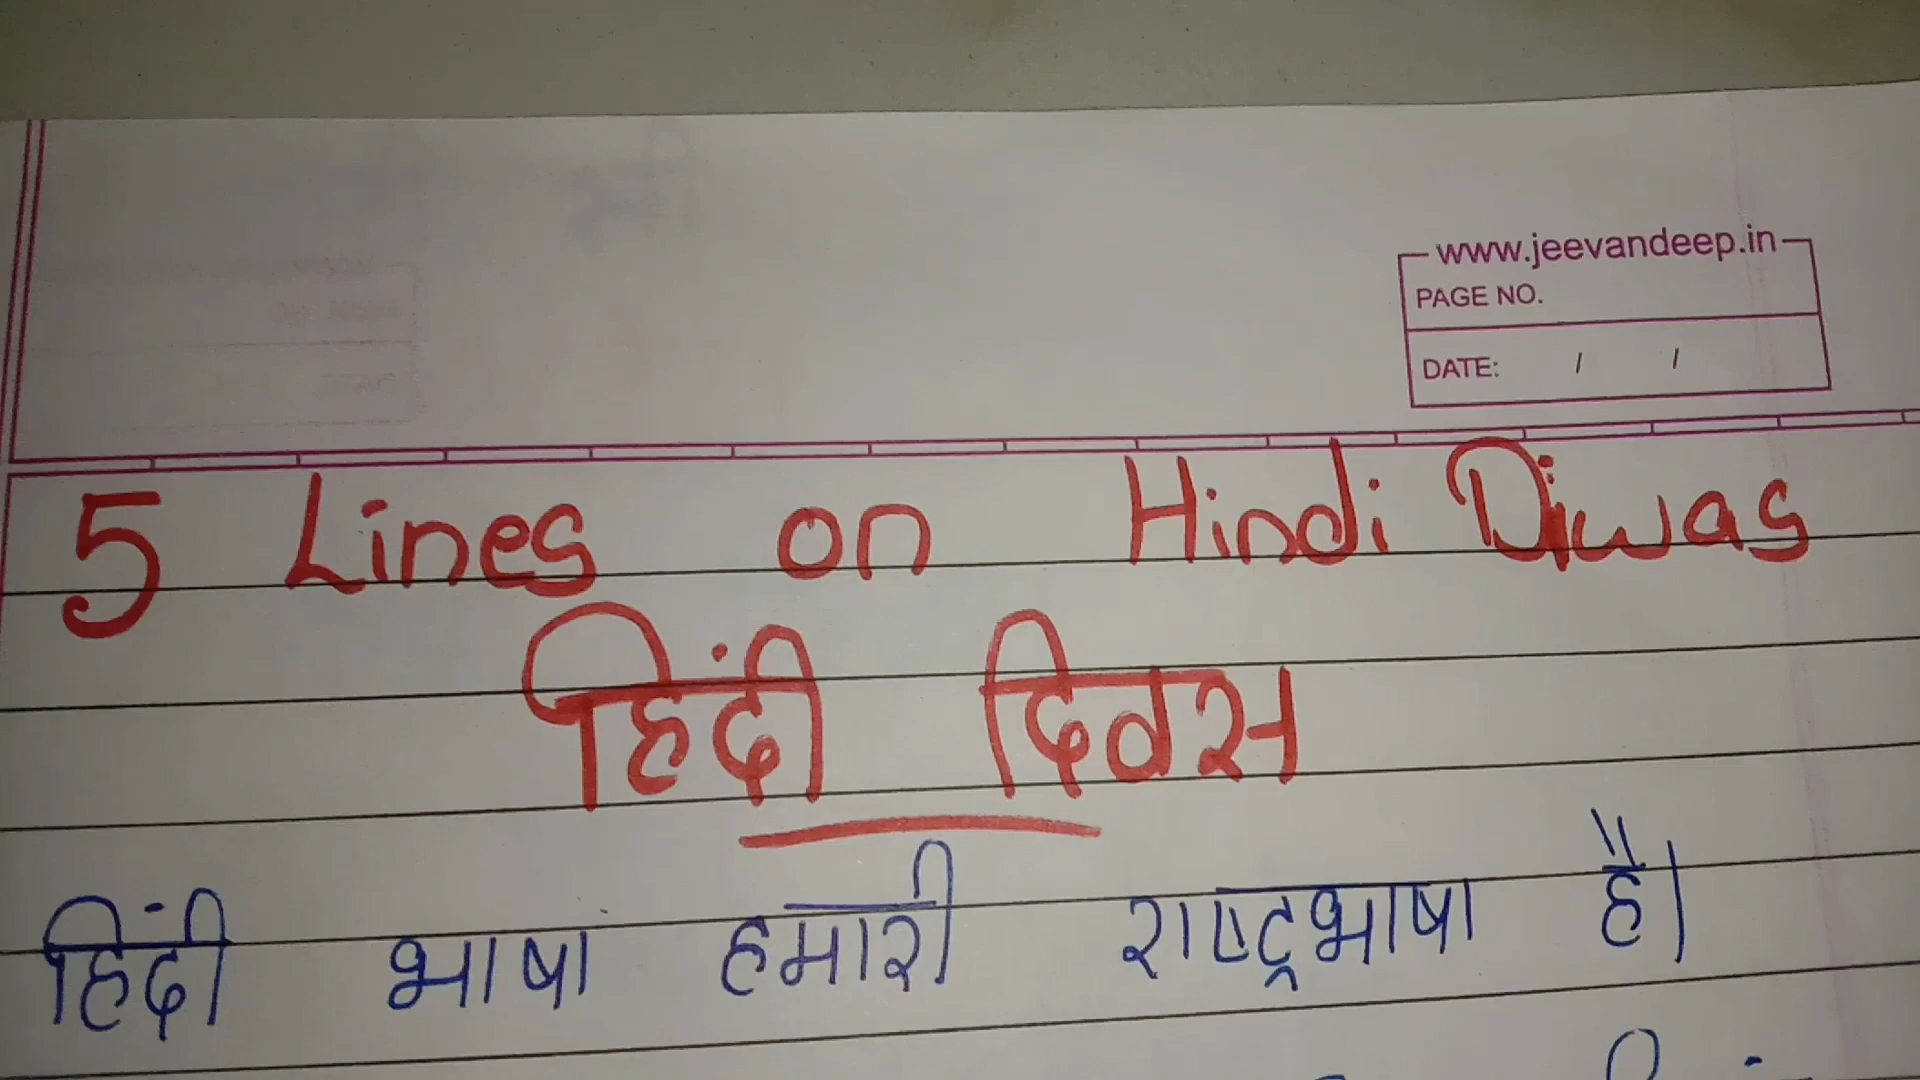 www.jeevandeep.in
PAGE NO.
DATE: / /
5 Lines on Hindi Diwas
हिंदी दिवस
हिंदी भाषा हमारी राष्ट्रभाषा है।